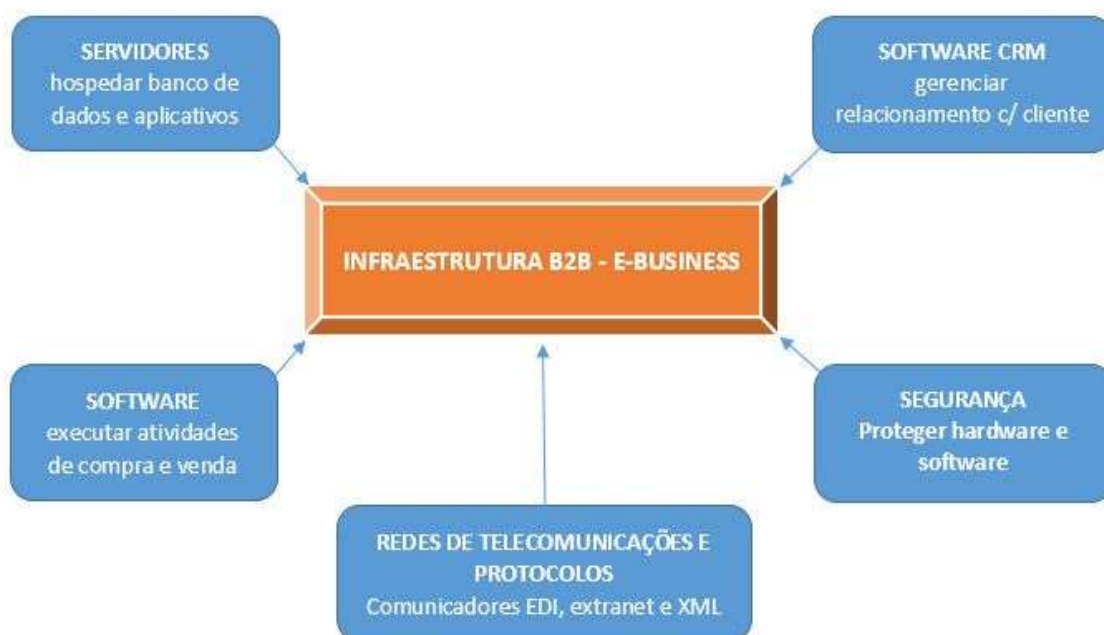 SERVIDORES
hospedar banco de
dados e aplicativos
SOFTWARE CRM
gerenciar
relacionamento c/ cliente
INFRAESTRUTURA B2B - E-BUSINESS
SOFTWARE
executar atividades
de compra e venda
SEGURANÇA
Proteger hardware e
software
REDES DE TELECOMUNICAÇÕES E
PROTOCOLOS
Comunicadores EDI, extranet e XML